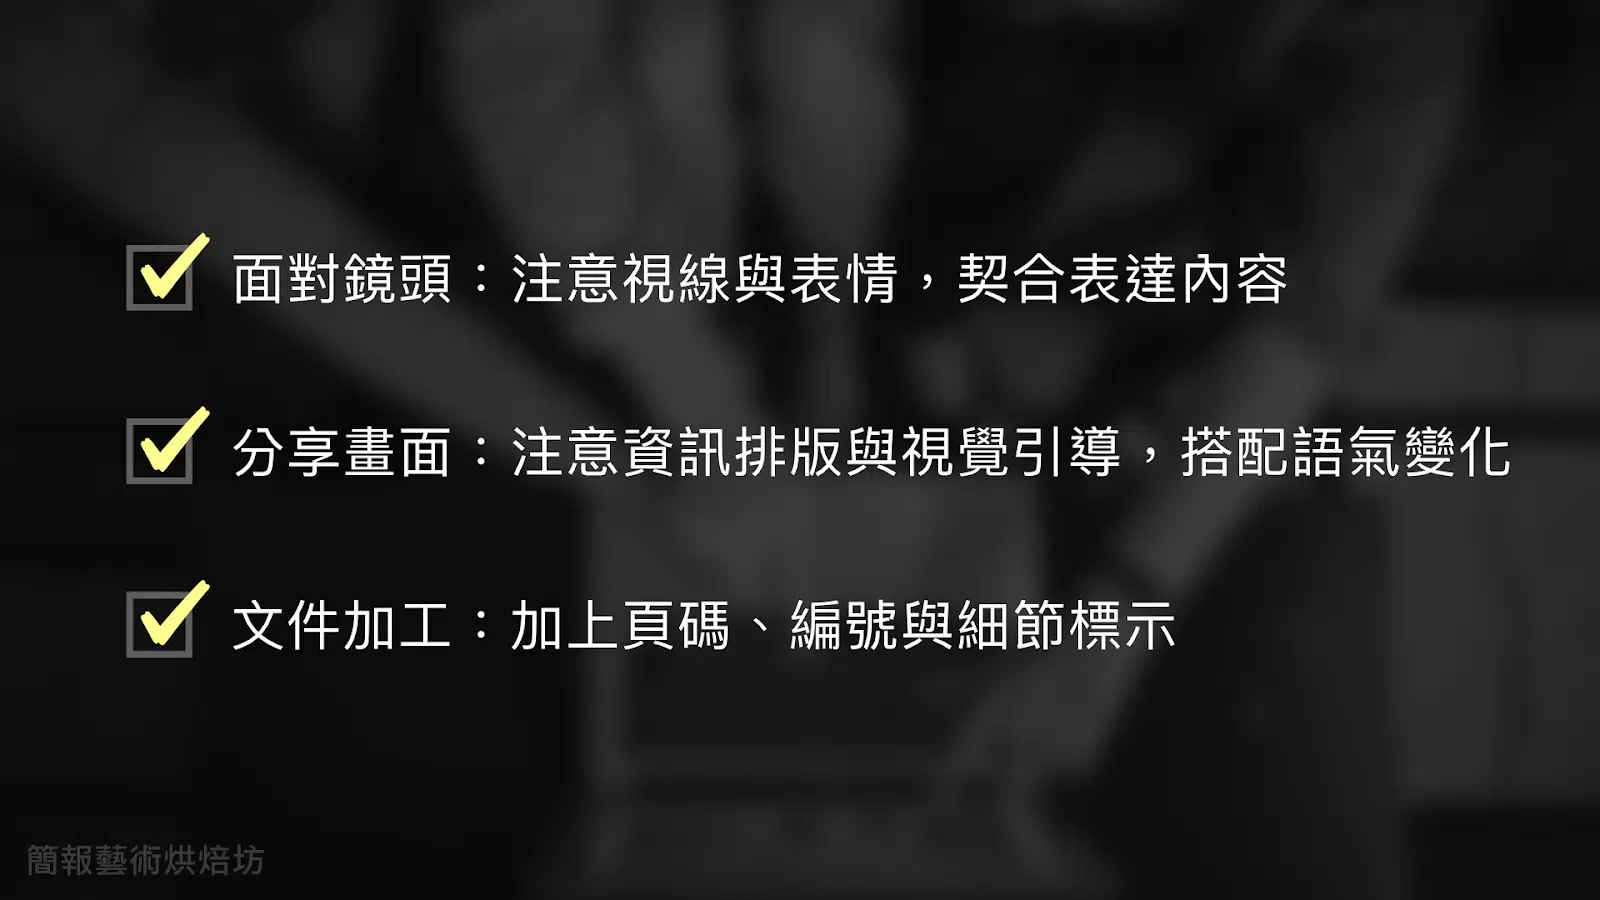 面對鏡頭：注意視線與表情，契合表達內容
分享畫面：注意資訊排版與視覺引導，搭配語氣變化
文件加工：加上頁碼、編號與細節標示
簡報藝術烘焙坊